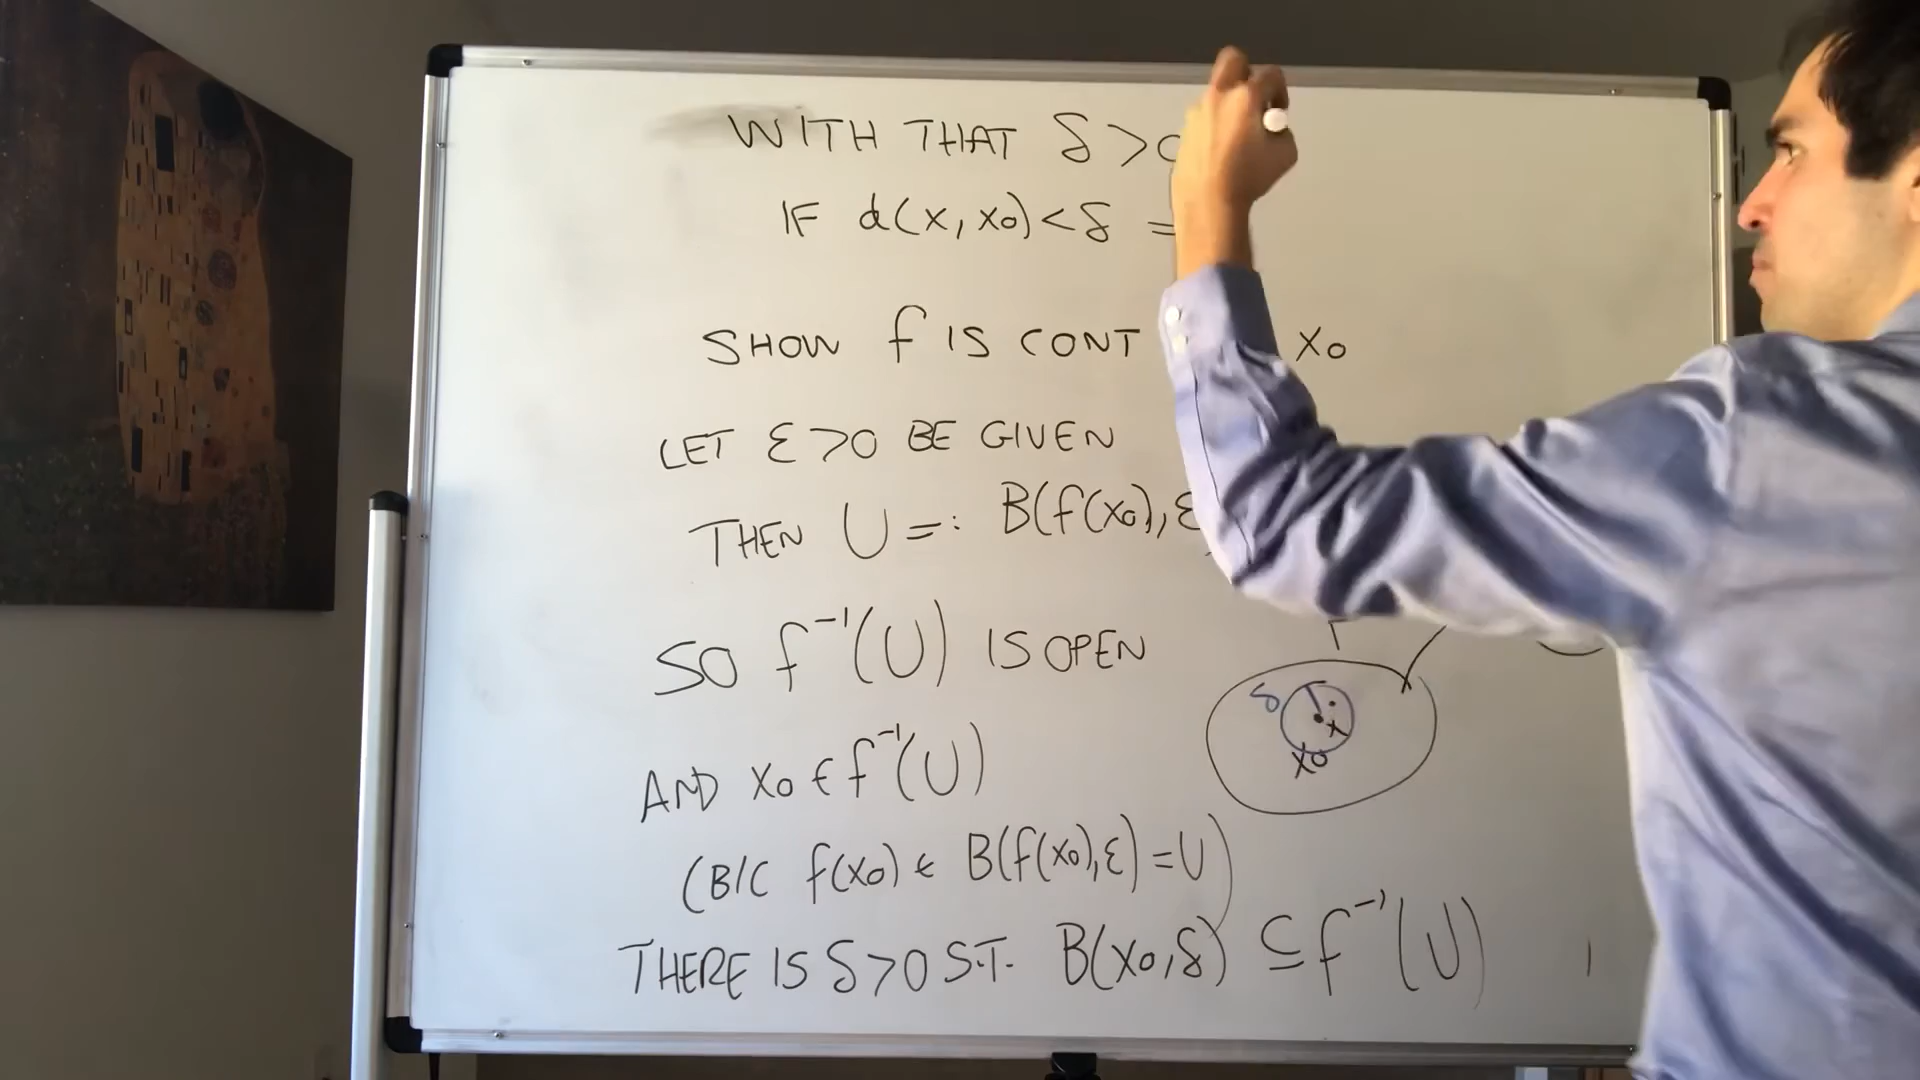 WITH THAT δ > 0
IF d(x, x0) < δ =
SHOW f IS CONT x0
LET ε > 0 BE GIVEN
THEN U =: B(f(x0), ε
SO f⁻¹(U) IS OPEN
AND x0 ∈ f⁻¹(U)
(B/C f(x0) ∈ B(f(x0), ε) = U)
THERE IS δ > 0 S.T. B(x0, δ) ⊆ f⁻¹(U)
δ
x
x0